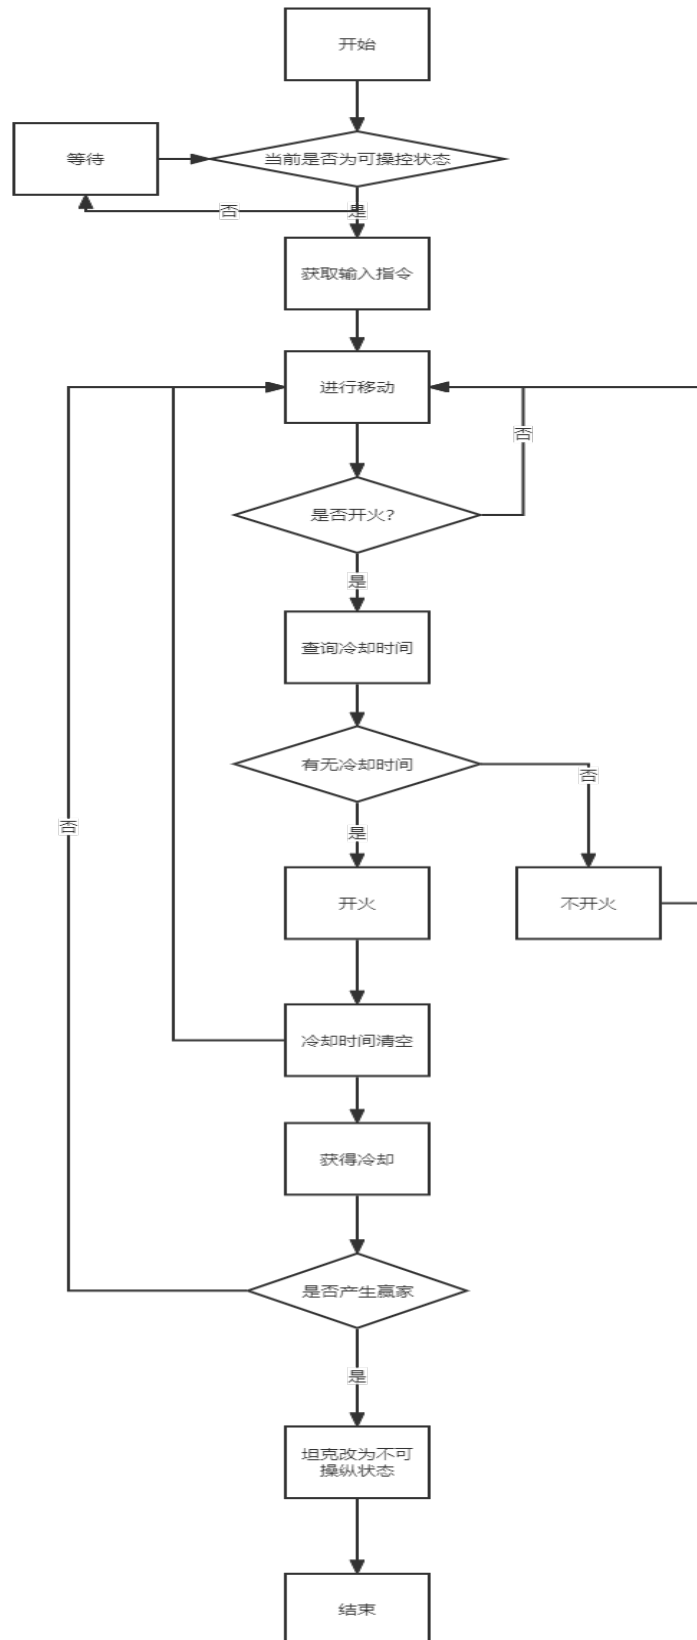 开始
等待
当前是否为可操控状态
否
是
获取输入指令
进行移动
否
是否开火?
是
查询冷却时间
有无冷却时间
否
否
是
开火
不开火
冷却时间清空
获得冷却
是否产生赢家
是
坦克改为不可
操纵状态
结束